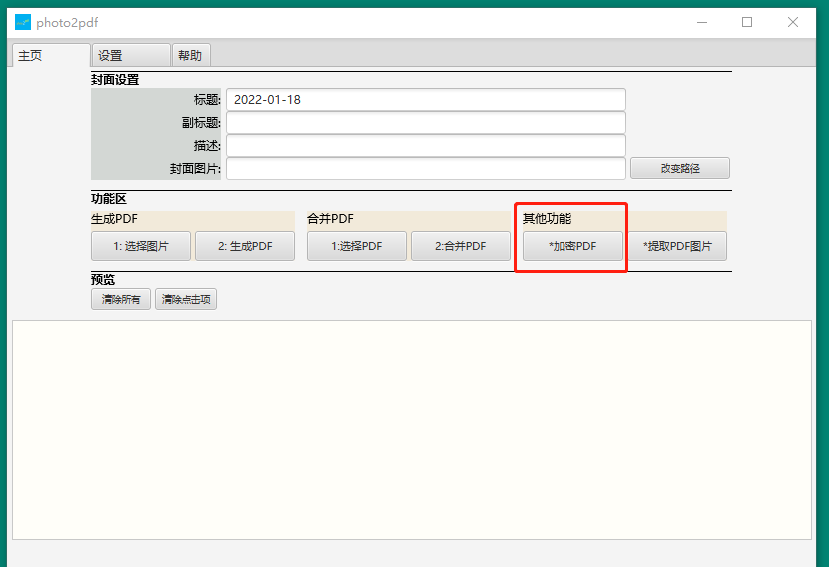 photo2pdf
主页 设置 帮助
封面设置
标题: 2022-01-18
副标题:
描述:
封面图片: 改变路径
功能区
生成PDF 合并PDF 其他功能
1: 选择图片 2: 生成PDF 1:选择PDF 2:合并PDF *加密PDF *提取PDF图片
预览
清除所有 清除点击项